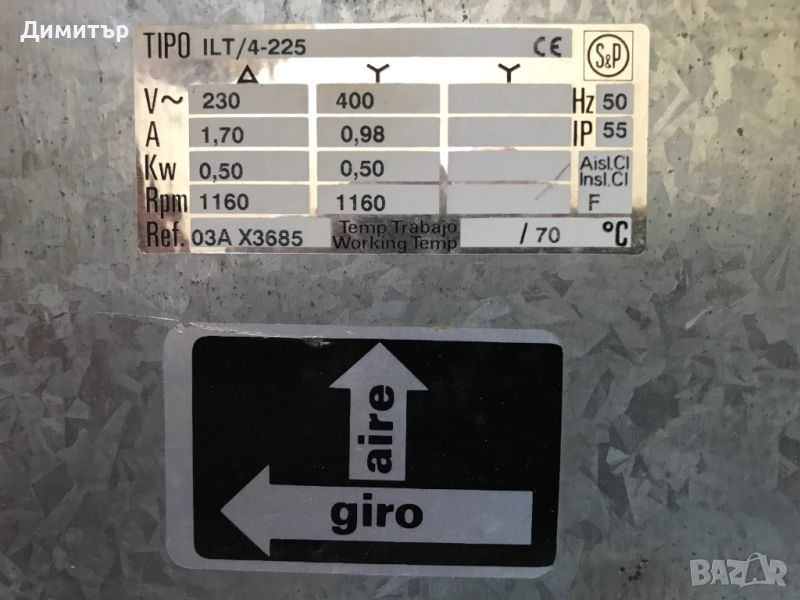 Димитър
TIPO ILT/4-225 CE S&P
V~ 230 400 Hz 50
A 1,70 0,98 IP 55
Kw 0,50 0,50 Aisl.Cl
Insl.Cl
Rpm 1160 1160 F
Ref. 03A X3685 Temp Trabajo
Working Temp / 70 °C
aire
giro
BAZAR